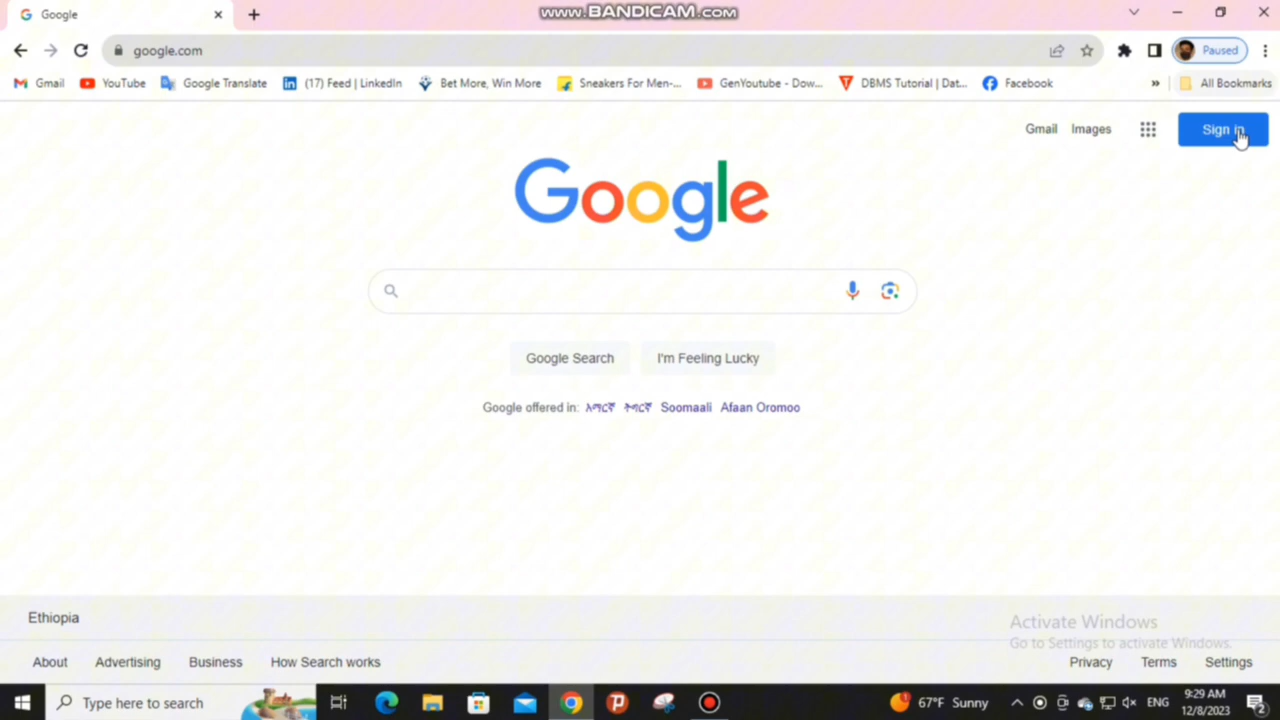 Google
www.BANDICAM.com
google.com
Paused
Gmail YouTube Google Translate (17) Feed | LinkedIn Bet More, Win More Sneakers For Men-... GenYoutube - Dow... DBMS Tutorial | Dat... Facebook » All Bookmarks
Gmail Images Sign in
Google
Google Search I'm Feeling Lucky
Google offered in: አማርኛ ትግርኛ Soomaali Afaan Oromoo
Ethiopia
Activate Windows
Go to Settings to activate Windows.
About Advertising Business How Search works Privacy Terms Settings
Type here to search 67°F Sunny ENG 9:29 AM
12/8/2023 2